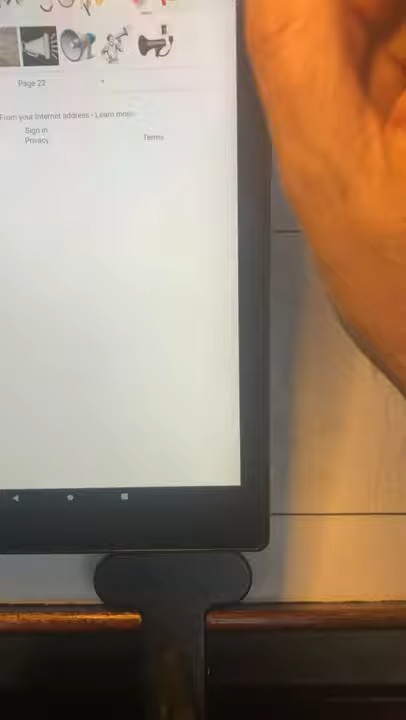 Page 22
From your Internet address - Learn more
Sign in
Terms
Privacy